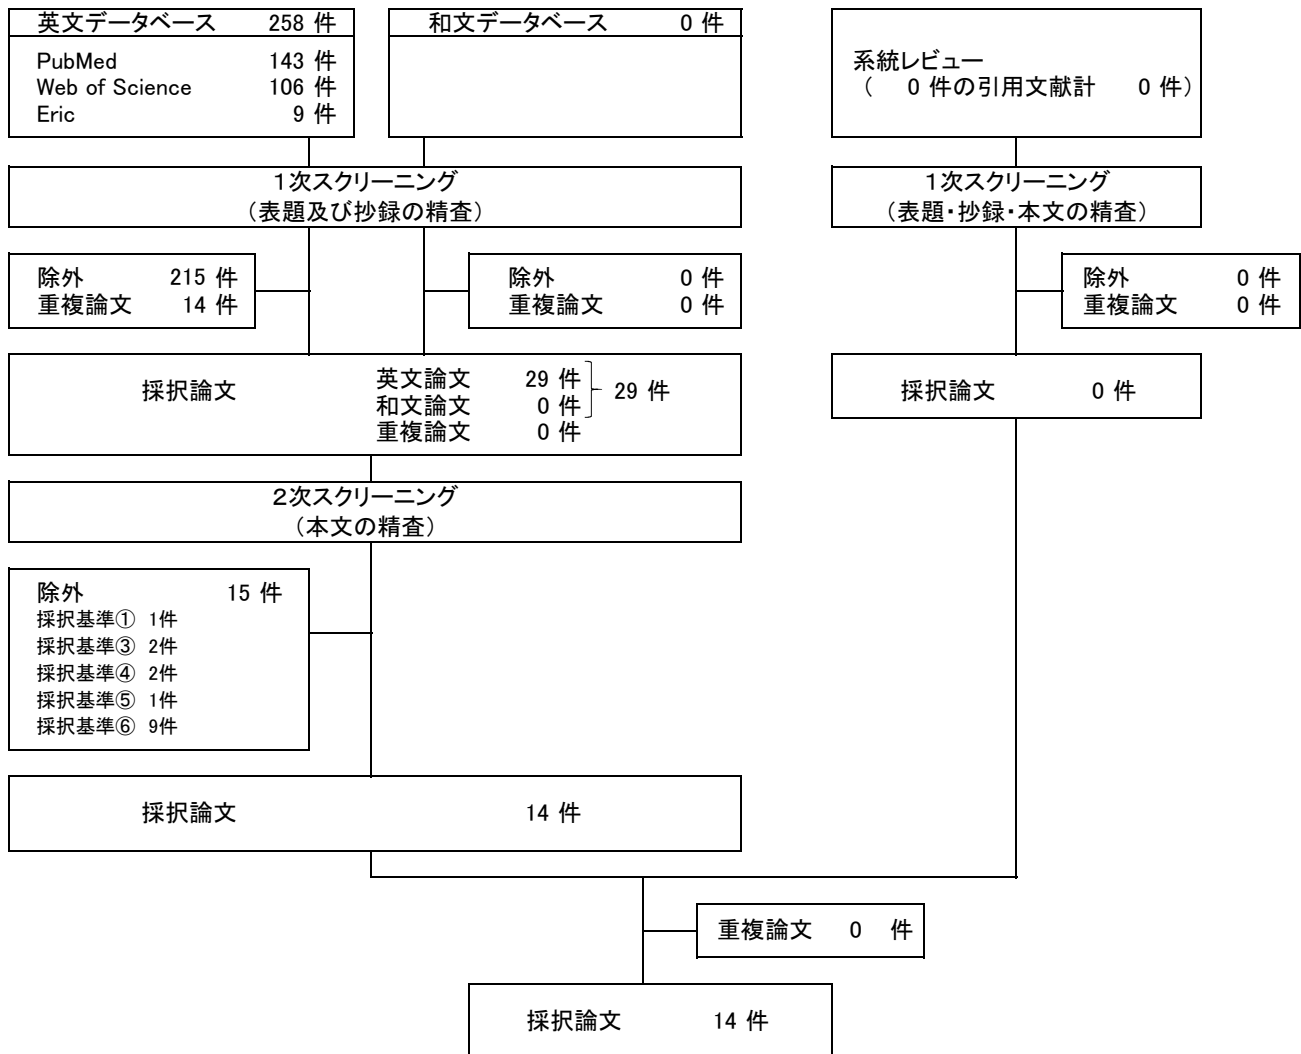 英文データベース 258 件
PubMed 143 件
Web of Science 106 件
Eric 9 件
和文データベース 0 件
系統レビュー
( 0 件の引用文献計 0 件)
1次スクリーニング
(表題及び抄録の精査)
1次スクリーニング
(表題・抄録・本文の精査)
除外 215 件
重複論文 14 件
除外 0 件
重複論文 0 件
除外 0 件
重複論文 0 件
採択論文
英文論文 29 件
和文論文 0 件
29 件
重複論文 0 件
採択論文 0 件
2次スクリーニング
(本文の精査)
除外 15 件
採択基準① 1件
採択基準③ 2件
採択基準④ 2件
採択基準⑤ 1件
採択基準⑥ 9件
採択論文 14 件
重複論文 0 件
採択論文 14 件